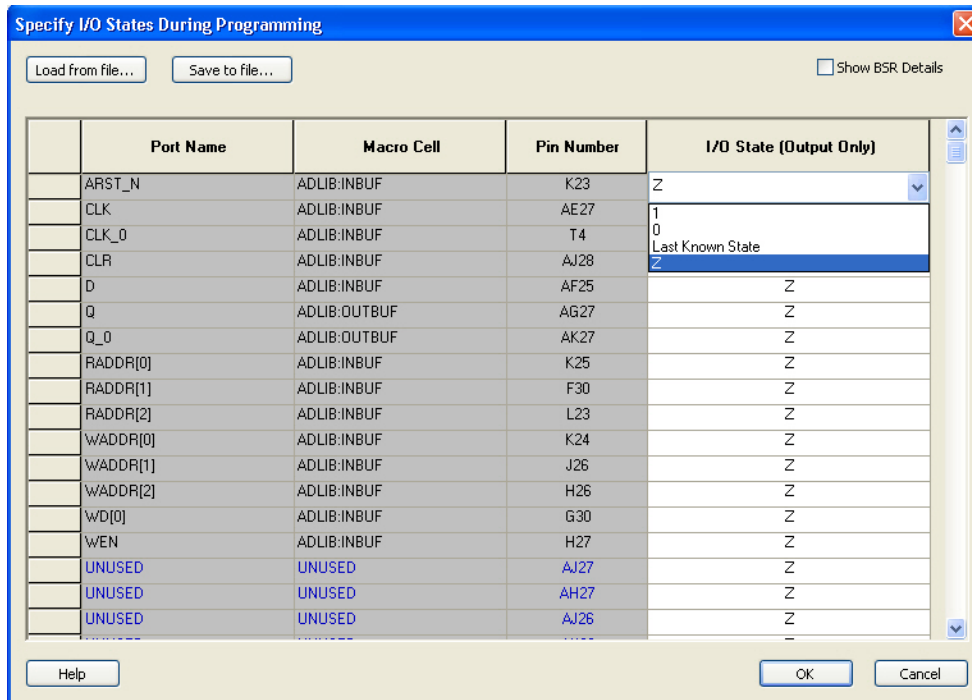 Specify I/O States During Programming
Load from file... Save to file... Show BSR Details
Port Name Macro Cell Pin Number I/O State (Output Only)
ARST_N ADLIB:INBUF K23 Z
CLK ADLIB:INBUF AE27 1
CLK_0 ADLIB:INBUF T4 0
Last Known State
CLR ADLIB:INBUF AJ28 Z
D ADLIB:INBUF AF25 Z
Q ADLIB:OUTBUF AG27 Z
Q_0 ADLIB:OUTBUF AK27 Z
RADDR[0] ADLIB:INBUF K25 Z
RADDR[1] ADLIB:INBUF F30 Z
RADDR[2] ADLIB:INBUF L23 Z
WADDR[0] ADLIB:INBUF K24 Z
WADDR[1] ADLIB:INBUF J26 Z
WADDR[2] ADLIB:INBUF H26 Z
WD[0] ADLIB:INBUF G30 Z
WEN ADLIB:INBUF H27 Z
UNUSED UNUSED AJ27 Z
UNUSED UNUSED AH27 Z
UNUSED UNUSED AJ26 Z
Help OK Cancel